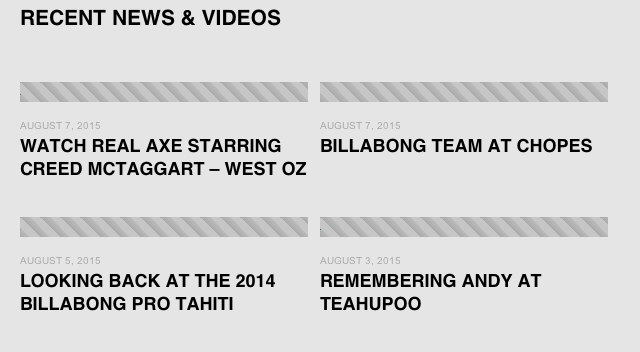 RECENT NEWS & VIDEOS
AUGUST 7, 2015
WATCH REAL AXE STARRING
CREED MCTAGGART – WEST OZ
AUGUST 7, 2015
BILLABONG TEAM AT CHOPES
AUGUST 5, 2015
LOOKING BACK AT THE 2014
BILLABONG PRO TAHITI
AUGUST 3, 2015
REMEMBERING ANDY AT
TEAHUPOO